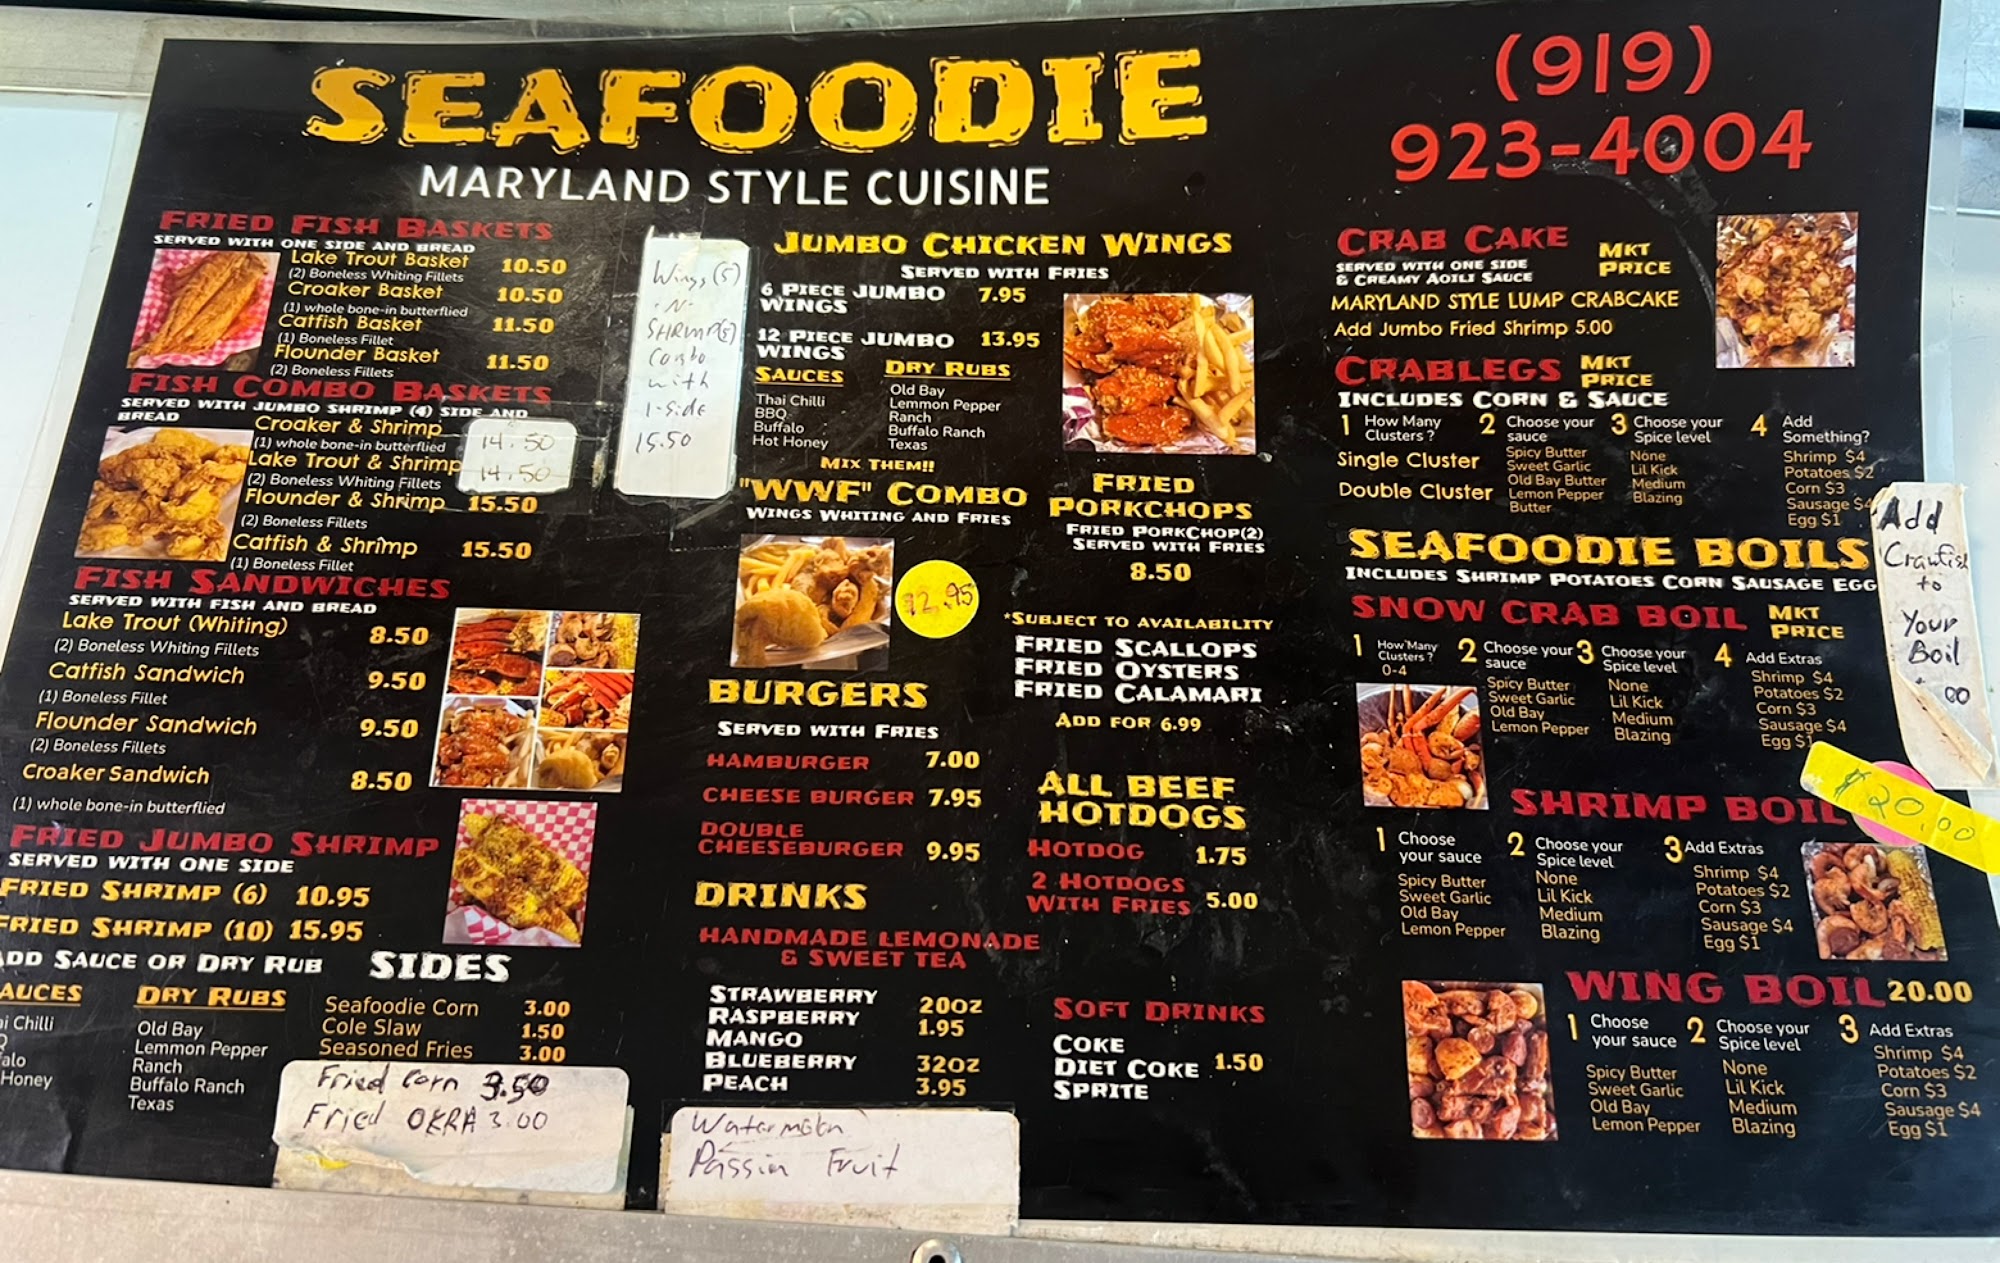 SEAFOODIE
MARYLAND STYLE CUISINE
(919)
923-4004
FRIED FISH BASKETS
SERVED WITH ONE SIDE AND BREAD
Lake Trout Basket 10.50
(2) Boneless Whiting Fillets
Croaker Basket 10.50
(1) whole bone-in butterflied
Catfish Basket 11.50
(1) Boneless Fillet
Flounder Basket 11.50
(2) Boneless Fillets
FISH COMBO BASKETS
SERVED WITH JUMBO SHRIMP (4) SIDE AND
BREAD
Croaker & Shrimp 14.50
(1) whole bone-in butterflied
Lake Trout & Shrimp 14.50
(2) Boneless Whiting Fillets
Flounder & Shrimp 15.50
(2) Boneless Fillets
Catfish & Shrimp 15.50
(1) Boneless Fillet
FISH SANDWICHES
SERVED WITH FISH AND BREAD
Lake Trout (Whiting) 8.50
(2) Boneless Whiting Fillets
Catfish Sandwich 9.50
(1) Boneless Fillet
Flounder Sandwich 9.50
(2) Boneless Fillets
Croaker Sandwich 8.50
(1) whole bone-in butterflied
FRIED JUMBO SHRIMP
SERVED WITH ONE SIDE
FRIED SHRIMP (6) 10.95
FRIED SHRIMP (10) 15.95
ADD SAUCE OR DRY RUB
AUCES
ai Chilli
Q
falo
Honey
DRY RUBS
Old Bay
Lemmon Pepper
Ranch
Buffalo Ranch
Texas
SIDES
Seafoodie Corn 3.00
Cole Slaw 1.50
Seasoned Fries 3.00
Fried Corn 3.50
Fried OKRA 3.00
Wings (5)
-N-
SHRIMP(5)
Combo
with
1-side
15.50
JUMBO CHICKEN WINGS
SERVED WITH FRIES
6 PIECE JUMBO 7.95
WINGS
12 PIECE JUMBO 13.95
WINGS
SAUCES
Thai Chilli
BBQ
Buffalo
Hot Honey
DRY RUBS
Old Bay
Lemmon Pepper
Ranch
Buffalo Ranch
Texas
MIX THEM!!
"WWF" COMBO
WINGS WHITING AND FRIES
12.95
BURGERS
SERVED WITH FRIES
HAMBURGER 7.00
CHEESE BURGER 7.95
DOUBLE
CHEESEBURGER 9.95
DRINKS
HANDMADE LEMONADE
& SWEET TEA
STRAWBERRY
RASPBERRY
MANGO
BLUEBERRY
PEACH
20OZ
1.95
32OZ
3.95
Watermelon
Passion Fruit
FRIED
PORKCHOPS
FRIED PORKCHOP(2)
SERVED WITH FRIES
8.50
*SUBJECT TO AVAILABILITY
FRIED SCALLOPS
FRIED OYSTERS
FRIED CALAMARI
ADD FOR 6.99
ALL BEEF
HOTDOGS
HOTDOG 1.75
2 HOTDOGS
WITH FRIES 5.00
SOFT DRINKS
COKE
DIET COKE 1.50
SPRITE
CRAB CAKE
MKT
PRICE
SERVED WITH ONE SIDE
& CREAMY AOILI SAUCE
MARYLAND STYLE LUMP CRABCAKE
Add Jumbo Fried Shrimp 5.00
CRABLEGS
MKT
PRICE
INCLUDES CORN & SAUCE
1 How Many
Clusters ?
Single Cluster
Double Cluster
2 Choose your
sauce
Spicy Butter
Sweet Garlic
Old Bay Butter
Lemon Pepper
Butter
3 Choose your
Spice level
None
Lil Kick
Medium
Blazing
4 Add
Something?
Shrimp $4
Potatoes $2
Corn $3
Sausage $4
Egg $1
SEAFOODIE BOILS
INCLUDES SHRIMP POTATOES CORN SAUSAGE EGG
Add
Crawfish
to
Your
Boil
00
SNOW CRAB BOIL
MKT
PRICE
1 How Many
Clusters ?
0-4
2 Choose your
sauce
Spicy Butter
Sweet Garlic
Old Bay
Lemon Pepper
3 Choose your
Spice level
None
Lil Kick
Medium
Blazing
4 Add Extras
Shrimp $4
Potatoes $2
Corn $3
Sausage $4
Egg $1
SHRIMP BOIL
$20.00
1 Choose
your sauce
Spicy Butter
Sweet Garlic
Old Bay
Lemon Pepper
2 Choose your
Spice level
None
Lil Kick
Medium
Blazing
3 Add Extras
Shrimp $4
Potatoes $2
Corn $3
Sausage $4
Egg $1
WING BOIL 20.00
1 Choose
your sauce
Spicy Butter
Sweet Garlic
Old Bay
Lemon Pepper
2 Choose your
Spice level
None
Lil Kick
Medium
Blazing
3 Add Extras
Shrimp $4
Potatoes $2
Corn $3
Sausage $4
Egg $1